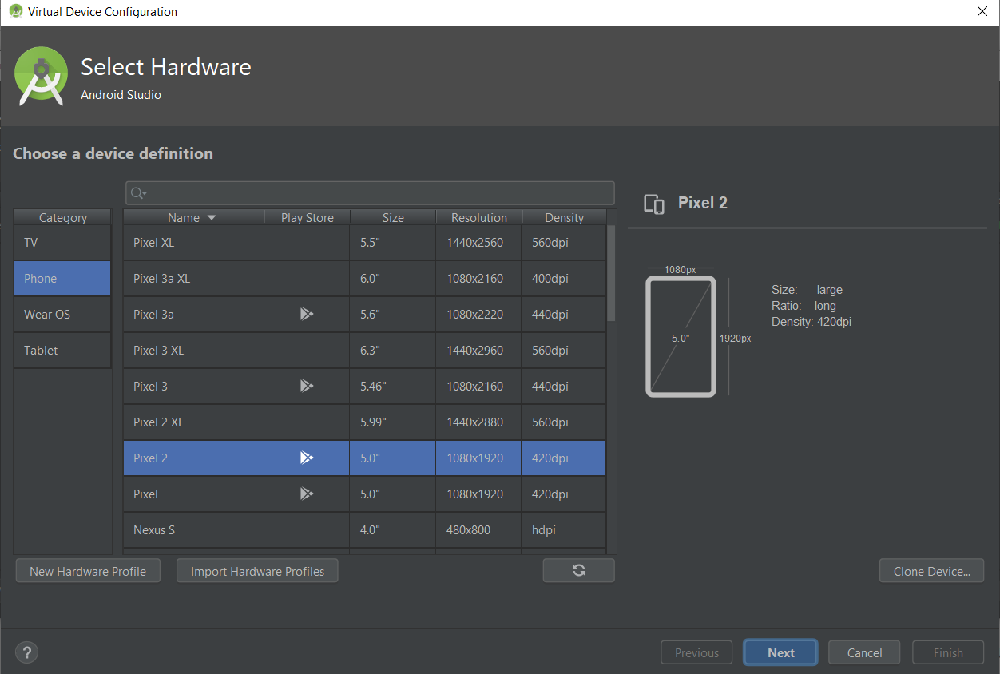 Virtual Device Configuration
Select Hardware
Android Studio
Choose a device definition
Category
TV
Phone
Wear OS
Tablet
Name Play Store Size Resolution Density
Pixel XL 5.5" 1440x2560 560dpi
Pixel 3a XL 6.0" 1080x2160 400dpi
Pixel 3a 5.6" 1080x2220 440dpi
Pixel 3 XL 6.3" 1440x2960 560dpi
Pixel 3 5.46" 1080x2160 440dpi
Pixel 2 XL 5.99" 1440x2880 560dpi
Pixel 2 5.0" 1080x1920 420dpi
Pixel 5.0" 1080x1920 420dpi
Nexus S 4.0" 480x800 hdpi
Pixel 2
1080px
5.0"
1920px
Size: large
Ratio: long
Density: 420dpi
New Hardware Profile Import Hardware Profiles Clone Device...
? Previous Next Cancel Finish